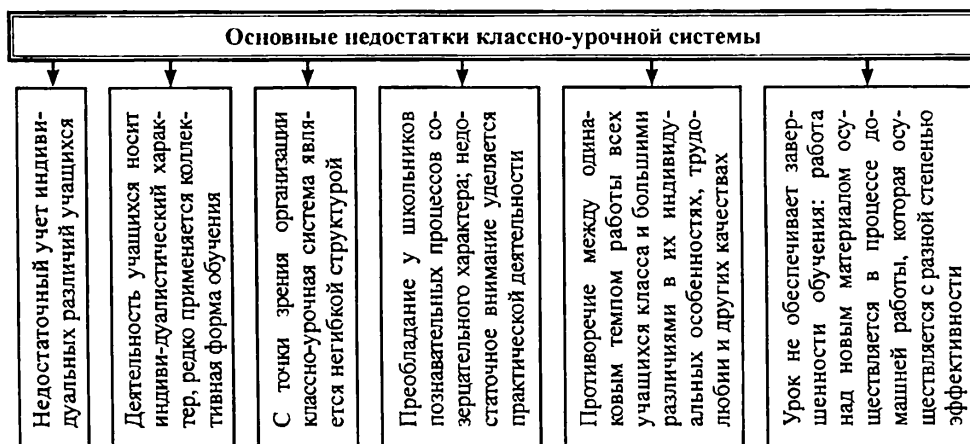 Основные недостатки классно-урочной системы
Недостаточный учет индиви-
дуальных различий учащихся
Деятельность учащихся носит
индиви-дуалистический харак-
тер, редко применяется коллек-
тивная форма обучения
С точки зрения организации
классно-урочная система явля-
ется негибкой структурой
Преобладание у школьников
познавательных процессов со-
зерцательного характера; недо-
статочное внимание уделяется
практической деятельности
Противоречие между одина-
ковым темпом работы всех
учащихся класса и большими
различиями в их индивиду-
альных особенностях, трудо-
любии и других качествах
Урок не обеспечивает завер-
шенности обучения: работа
над новым материалом осу-
ществляется в процессе до-
машней работы, которая осу-
ществляется с разной степенью
эффективности